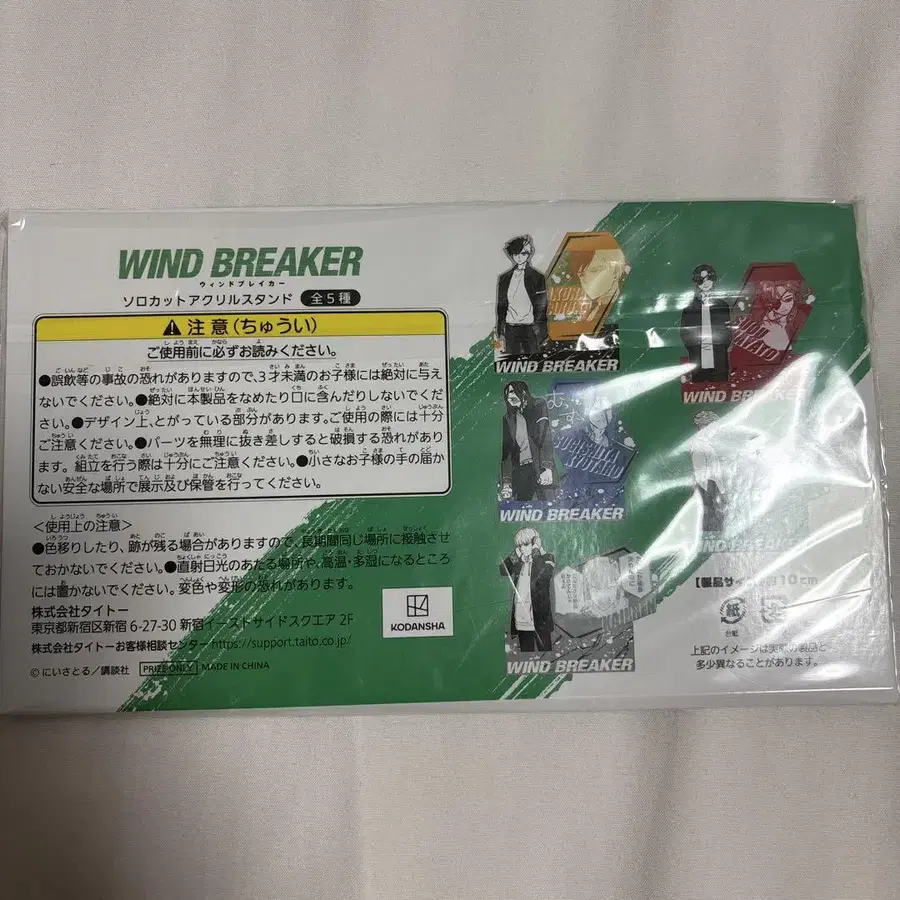 WIND BREAKER
ウィンドブレイカー
ソロカットアクリルスタンド 全5種
⚠注意(ちゅうい)
ご使用前に必ずお読みください。
●誤飲等の事故の恐れがありますので、3才未満のお子様には絶対に与え
ないでください。●絶対に本製品をなめたり口に含んだりしないでくださ
い。●デザイン上、とがっている部分があります。ご使用の際には十分
ご注意ください。●パーツを無理に抜き差しすると破損する恐れがあり
ます。組立を行う際は十分にご注意ください。●小さなお子様の手の届か
ない安全な場所で展示及び保管を行ってください。
<使用上の注意>
●色移りしたり、跡が残る場合がありますので、長期間同じ場所に接触させ
ておかないでください。●直射日光のあたる場所や、高温・多湿になるところ
には置かないでください。変色や変形の恐れがあります。
株式会社タイトー
東京都新宿区新宿 6-27-30 新宿イーストサイドスクエア 2F
株式会社タイトーお客様相談センター https://support.taito.co.jp/
©にいさとる/講談社 PRIZE ONLY MADE IN CHINA
KODANSHA
WIND BREAKER
WIND BREAKER
む
す
SUGISHITA
KYOTARO
WIND BREAKER
WIND BREAKER
WIND BREAKER
【製品サイズ】約10cm
紙
台紙
プラ
上記のイメージは実際の製品と
多少異なることがあります。